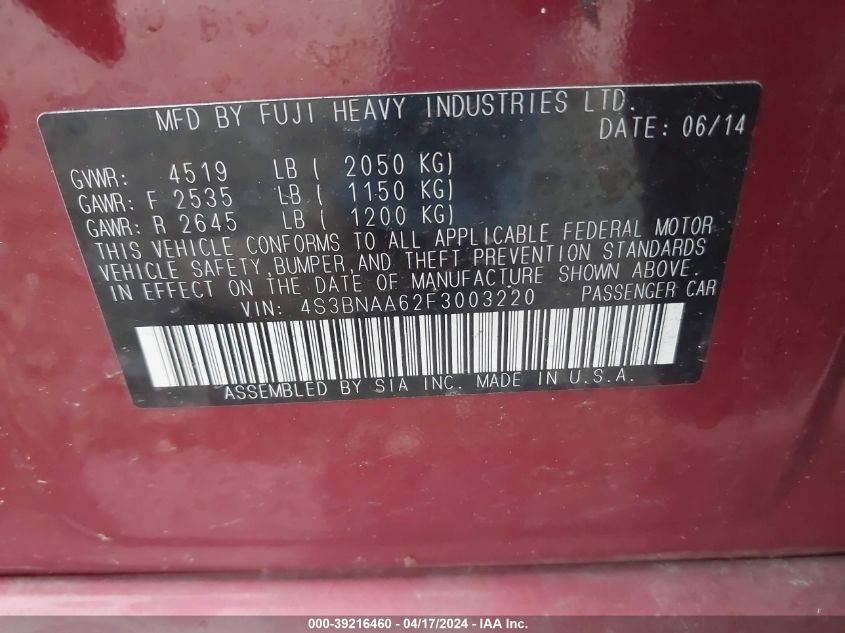 MFD BY FUJI HEAVY INDUSTRIES LTD.
DATE: 06/14
GVWR: 4519 LB ( 2050 KG)
GAWR: F 2535 LB ( 1150 KG)
GAWR: R 2645 LB ( 1200 KG)
THIS VEHICLE CONFORMS TO ALL APPLICABLE FEDERAL MOTOR
VEHICLE SAFETY, BUMPER, AND THEFT PREVENTION STANDARDS
IN EFFECT ON THE DATE OF MANUFACTURE SHOWN ABOVE.
VIN: 4S3BNAA62F3003220 PASSENGER CAR
ASSEMBLED BY SIA INC. MADE IN U.S.A.
000-39216460 - 04/17/2024 - IAA Inc.